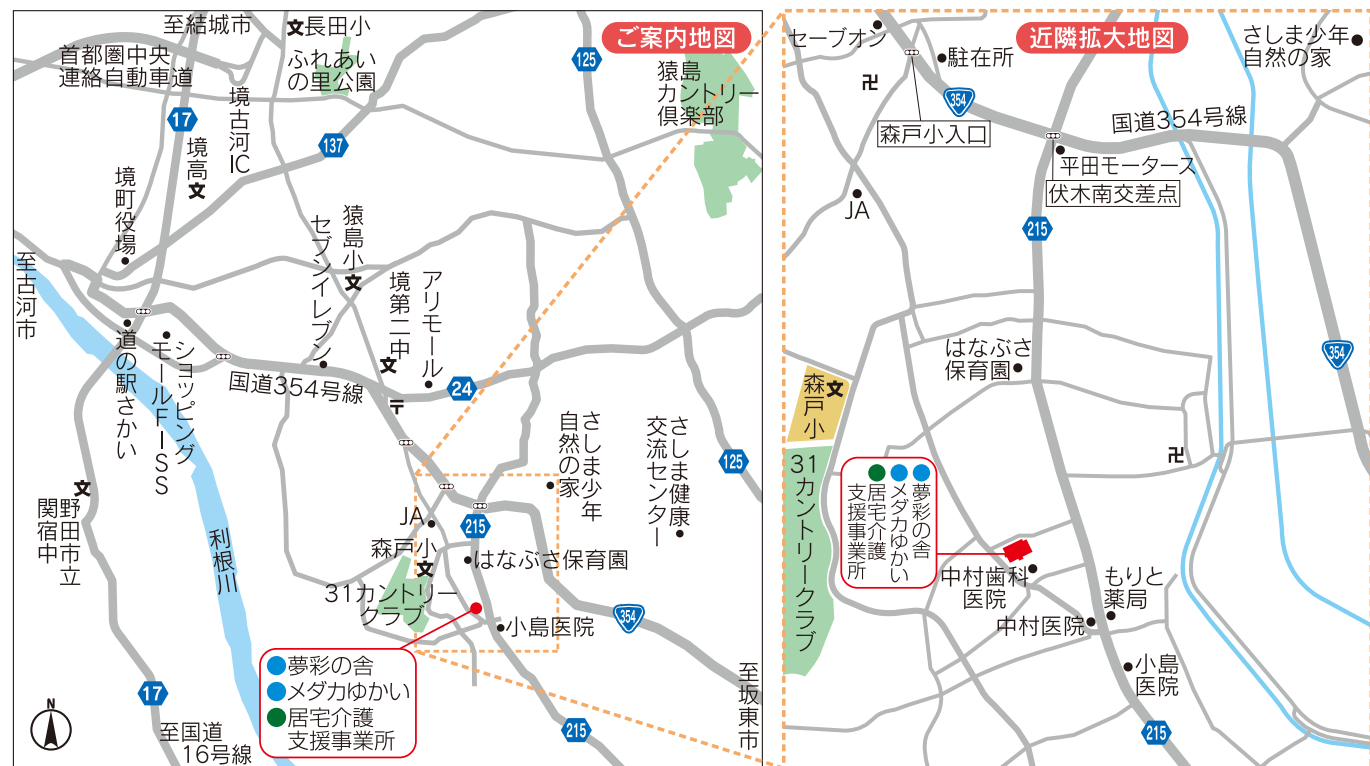 ご案内地図
至結城市
文長田小
ふれあい
の里公園
首都圏中央
連絡自動車道
境古河IC
17
境高
文
137
125
猿島
カントリー
倶楽部
境町役場
至古河市
セブンイレブン
猿島小
文
境第二中
文
アリモール
道の駅さかい
ショッピング
モールFISS
国道354号線
〒
24
さしま少年
自然の家
さしま健康
交流センター
125
文
野田市立
関宿中
利根川
JA
215
森戸小
文
はなぶさ保育園
31カントリー
クラブ
小島医院
354
夢彩の舎
メダカゆかい
居宅介護
支援事業所
至坂東市
17
N
至国道
16号線
215
近隣拡大地図
セーブオン
駐在所
さしま少年
自然の家
卍
354
国道354号線
森戸小入口
平田モータース
伏木南交差点
JA
215
354
はなぶさ
保育園
森戸小
文
卍
31カントリークラブ
夢彩の舎
メダカゆかい
居宅介護
支援事業所
中村歯科
医院
もりと
薬局
中村医院
小島
医院
215